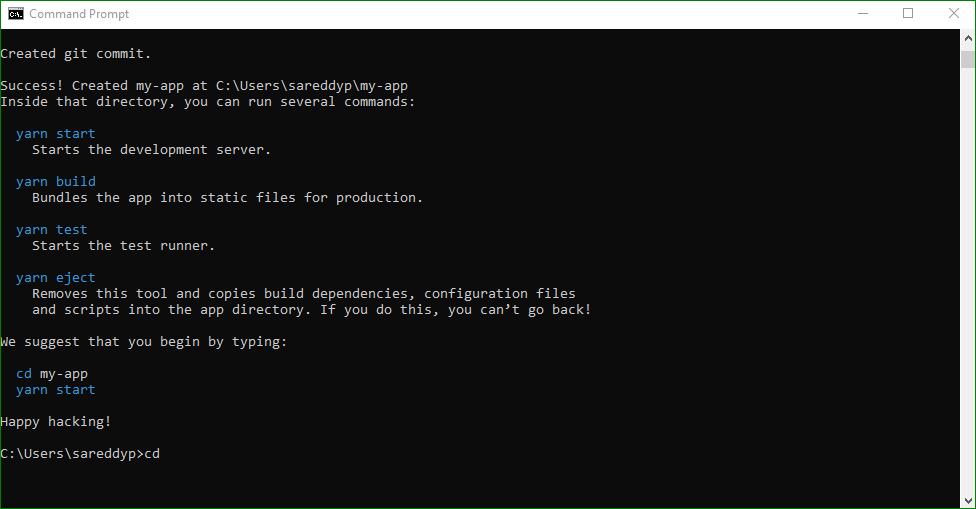 Command Prompt
Created git commit.
Success! Created my-app at C:\Users\sareddyp\my-app
Inside that directory, you can run several commands:
yarn start
Starts the development server.
yarn build
Bundles the app into static files for production.
yarn test
Starts the test runner.
yarn eject
Removes this tool and copies build dependencies, configuration files
and scripts into the app directory. If you do this, you can’t go back!
We suggest that you begin by typing:
cd my-app
yarn start
Happy hacking!
C:\Users\sareddyp>cd